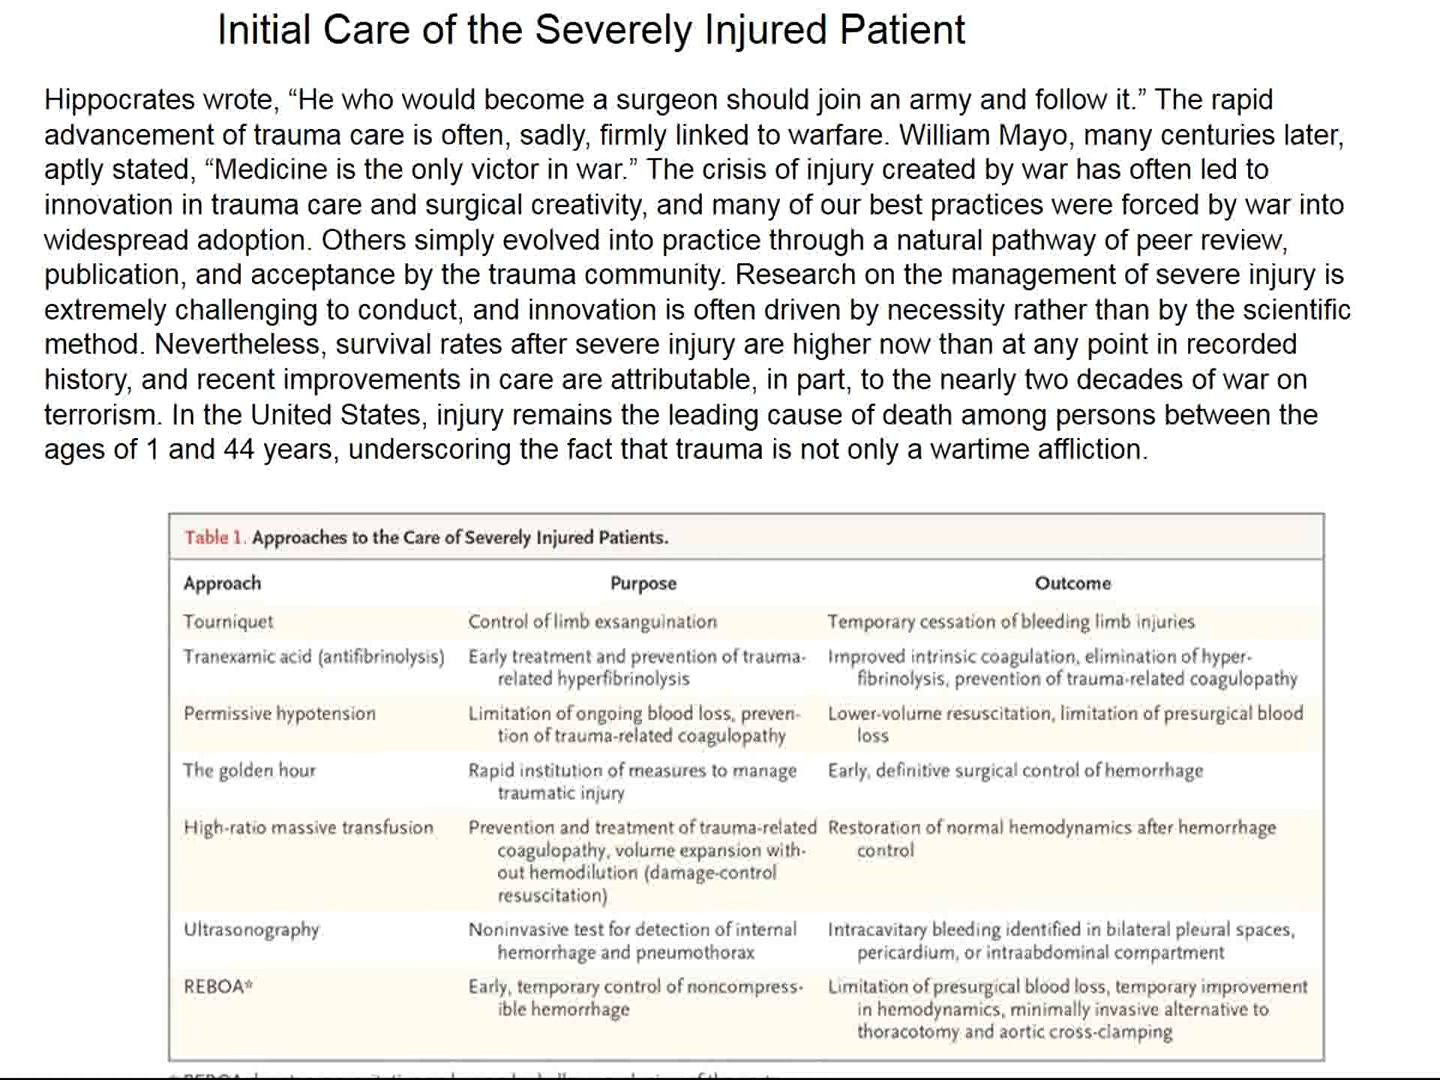 Initial Care of the Severely Injured Patient
Hippocrates wrote, “He who would become a surgeon should join an army and follow it.” The rapid
advancement of trauma care is often, sadly, firmly linked to warfare. William Mayo, many centuries later,
aptly stated, “Medicine is the only victor in war.” The crisis of injury created by war has often led to
innovation in trauma care and surgical creativity, and many of our best practices were forced by war into
widespread adoption. Others simply evolved into practice through a natural pathway of peer review,
publication, and acceptance by the trauma community. Research on the management of severe injury is
extremely challenging to conduct, and innovation is often driven by necessity rather than by the scientific
method. Nevertheless, survival rates after severe injury are higher now than at any point in recorded
history, and recent improvements in care are attributable, in part, to the nearly two decades of war on
terrorism. In the United States, injury remains the leading cause of death among persons between the
ages of 1 and 44 years, underscoring the fact that trauma is not only a wartime affliction.
Table 1. Approaches to the Care of Severely Injured Patients.
Approach Purpose Outcome
Tourniquet Control of limb exsanguination Temporary cessation of bleeding limb injuries
Tranexamic acid (antifibrinolysis) Early treatment and prevention of trauma- Improved intrinsic coagulation, elimination of hyper-
related hyperfibrinolysis fibrinolysis, prevention of trauma-related coagulopathy
Permissive hypotension Limitation of ongoing blood loss, preven- Lower-volume resuscitation, limitation of presurgical blood
tion of trauma-related coagulopathy loss
The golden hour Rapid institution of measures to manage Early, definitive surgical control of hemorrhage
traumatic injury
High-ratio massive transfusion Prevention and treatment of trauma-related Restoration of normal hemodynamics after hemorrhage
coagulopathy, volume expansion with- control
out hemodilution (damage-control
resuscitation)
Ultrasonography Noninvasive test for detection of internal Intracavitary bleeding identified in bilateral pleural spaces,
hemorrhage and pneumothorax pericardium, or intraabdominal compartment
REBOA* Early, temporary control of noncompress- Limitation of presurgical blood loss, temporary improvement
ible hemorrhage in hemodynamics, minimally invasive alternative to
thoracotomy and aortic cross-clamping